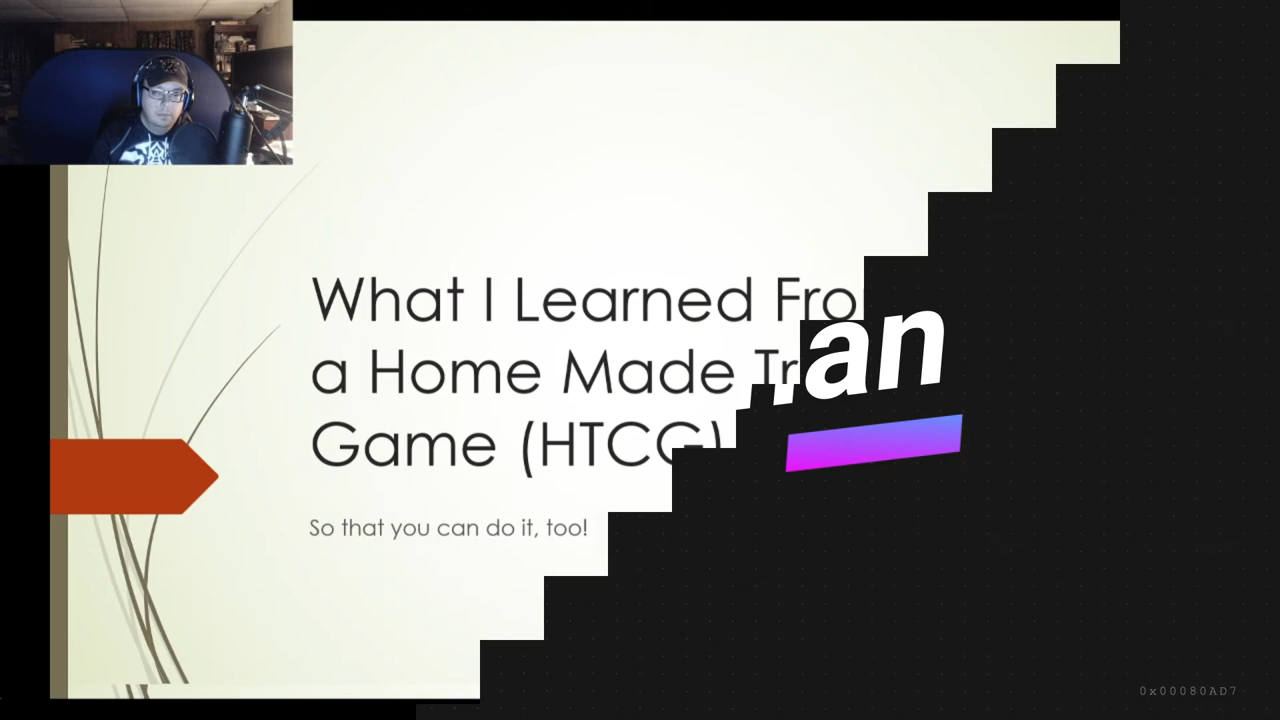 What I Learned Fro
a Home Made Tr
Game (HTCG)
So that you can do it, too!
an
0x00080AD7